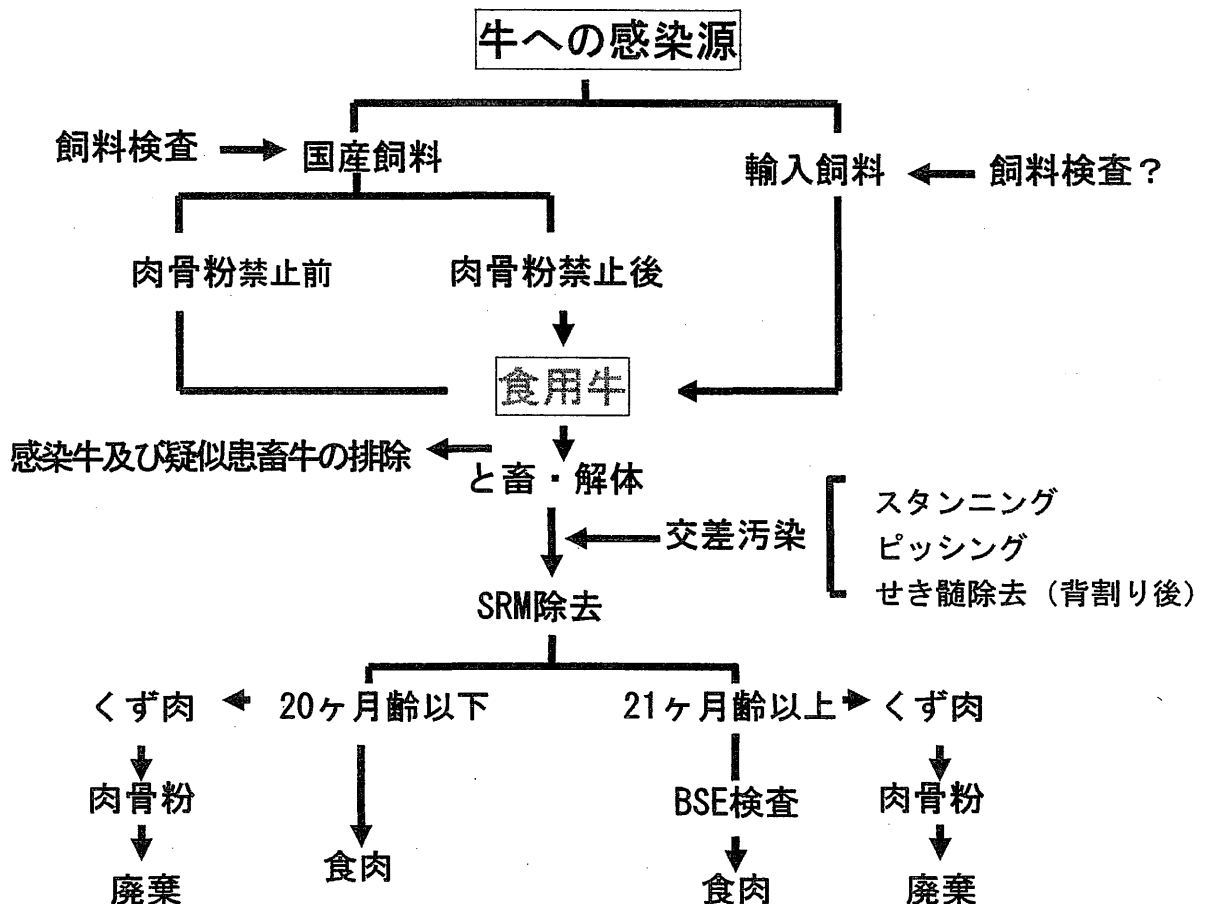 牛への感染源
飼料検査
国産飼料
輸入飼料
飼料検査？
肉骨粉禁止前
肉骨粉禁止後
食用牛
感染牛及び疑似患畜牛の排除
と畜・解体
交差汚染
スタンニング
ピッシング
せき髄除去（背割り後）
SRM除去
くず肉
20ヶ月齢以下
21ヶ月齢以上
くず肉
肉骨粉
BSE検査
肉骨粉
廃棄
食肉
食肉
廃棄